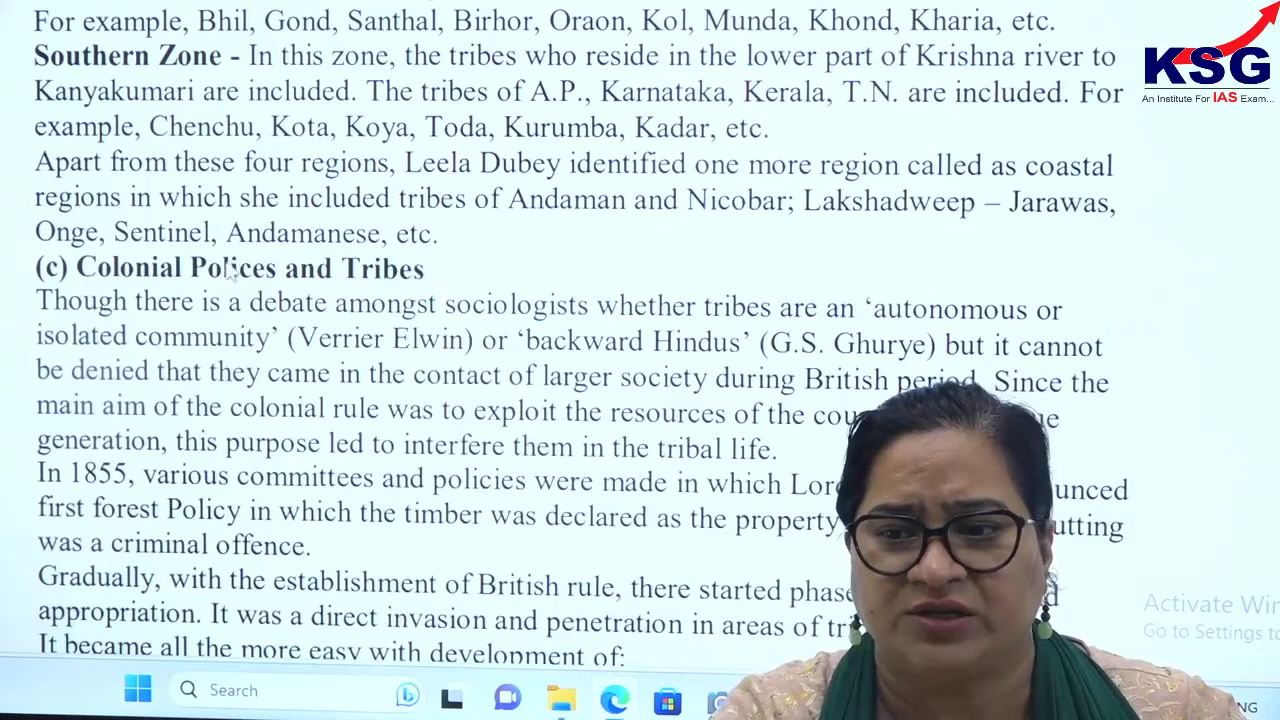 For example, Bhil, Gond, Santhal, Birhor, Oraon, Kol, Munda, Khond, Kharia, etc.
Southern Zone - In this zone, the tribes who reside in the lower part of Krishna river to
Kanyakumari are included. The tribes of A.P., Karnataka, Kerala, T.N. are included. For
example, Chenchu, Kota, Koya, Toda, Kurumba, Kadar, etc.
Apart from these four regions, Leela Dubey identified one more region called as coastal
regions in which she included tribes of Andaman and Nicobar; Lakshadweep – Jarawas,
Onge, Sentinel, Andamanese, etc.
(c) Colonial Polices and Tribes
Though there is a debate amongst sociologists whether tribes are an ‘autonomous or
isolated community’ (Verrier Elwin) or ‘backward Hindus’ (G.S. Ghurye) but it cannot
be denied that they came in the contact of larger society during British period. Since the
main aim of the colonial rule was to exploit the resources of the
generation, this purpose led to interfere them in the tribal life.
In 1855, various committees and policies were made in which
first forest Policy in which the timber was declared as the property
was a criminal offence.
Gradually, with the establishment of British rule, there started
appropriation. It was a direct invasion and penetration in areas of
It became all the more easy with development of:
KSG
An Institute For IAS Exam...
Activate
Go to Settings
Search